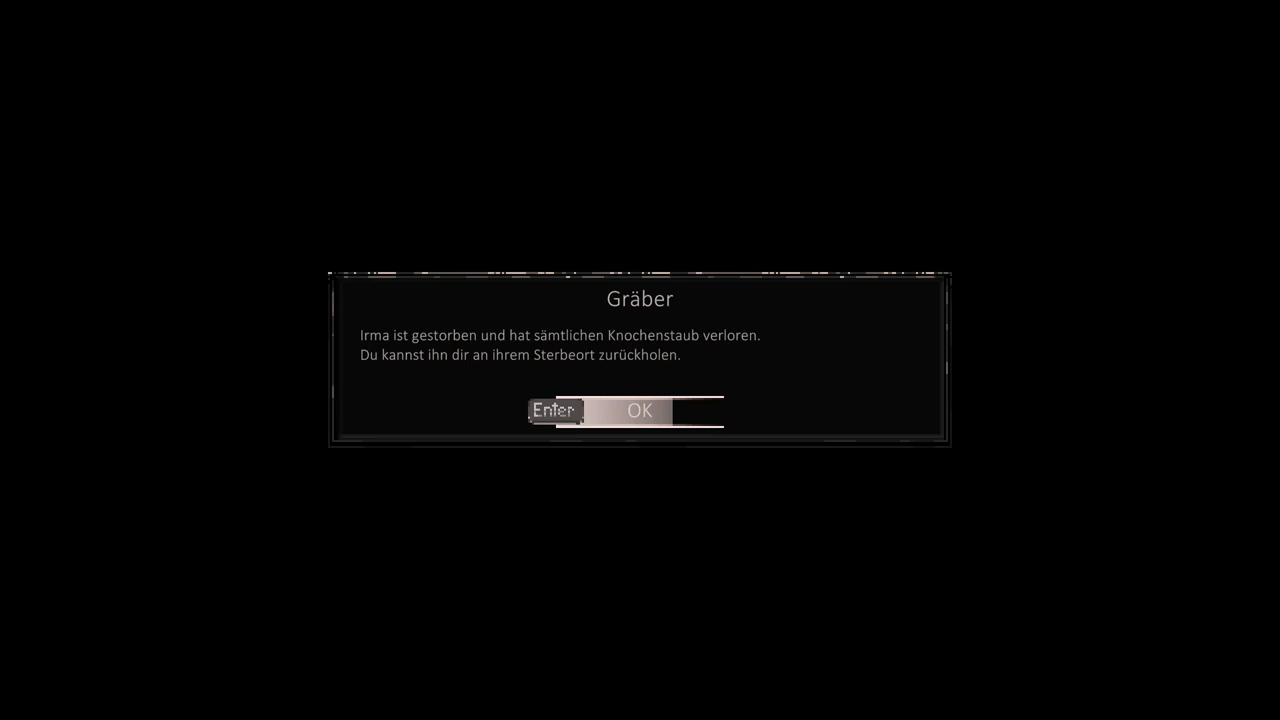 Gräber
Irma ist gestorben und hat sämtlichen Knochenstaub verloren.
Du kannst ihn dir an ihrem Sterbeort zurückholen.
Enter OK